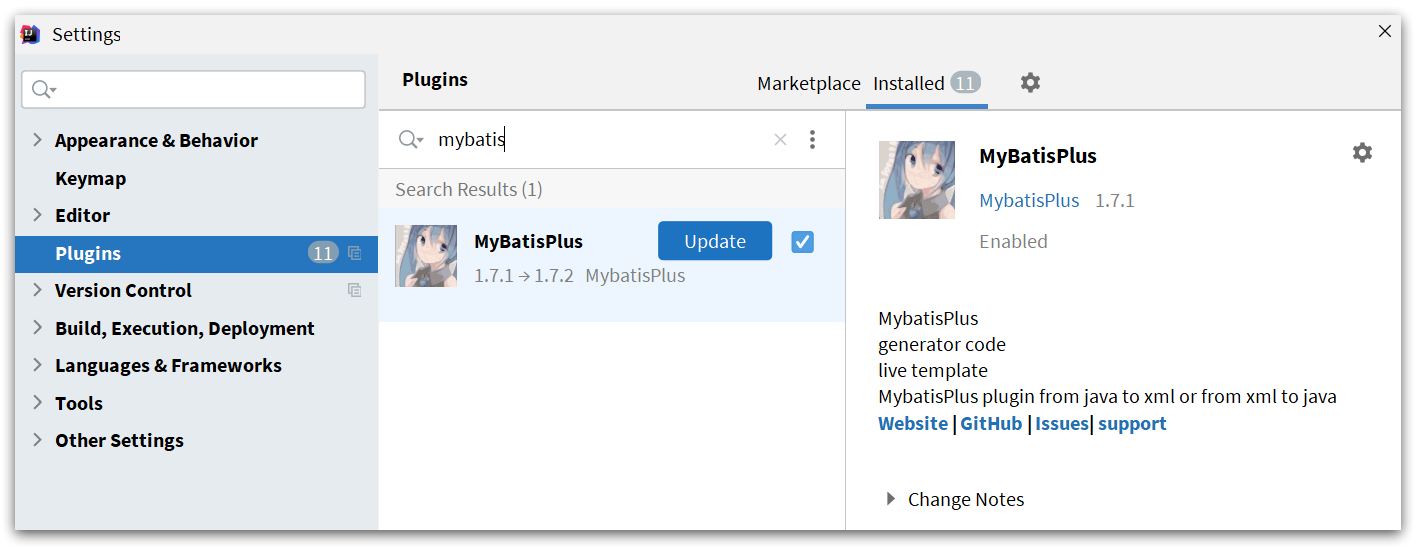 Settings
Plugins
Marketplace Installed 11
Appearance & Behavior
Keymap
Editor
Plugins 11
Version Control
Build, Execution, Deployment
Languages & Frameworks
Tools
Other Settings
mybatis
Search Results (1)
MyBatisPlus Update
1.7.1 → 1.7.2 MybatisPlus
MyBatisPlus
MybatisPlus 1.7.1
Enabled
MybatisPlus
generator code
live template
MybatisPlus plugin from java to xml or from xml to java
Website | GitHub | Issues| support
Change Notes